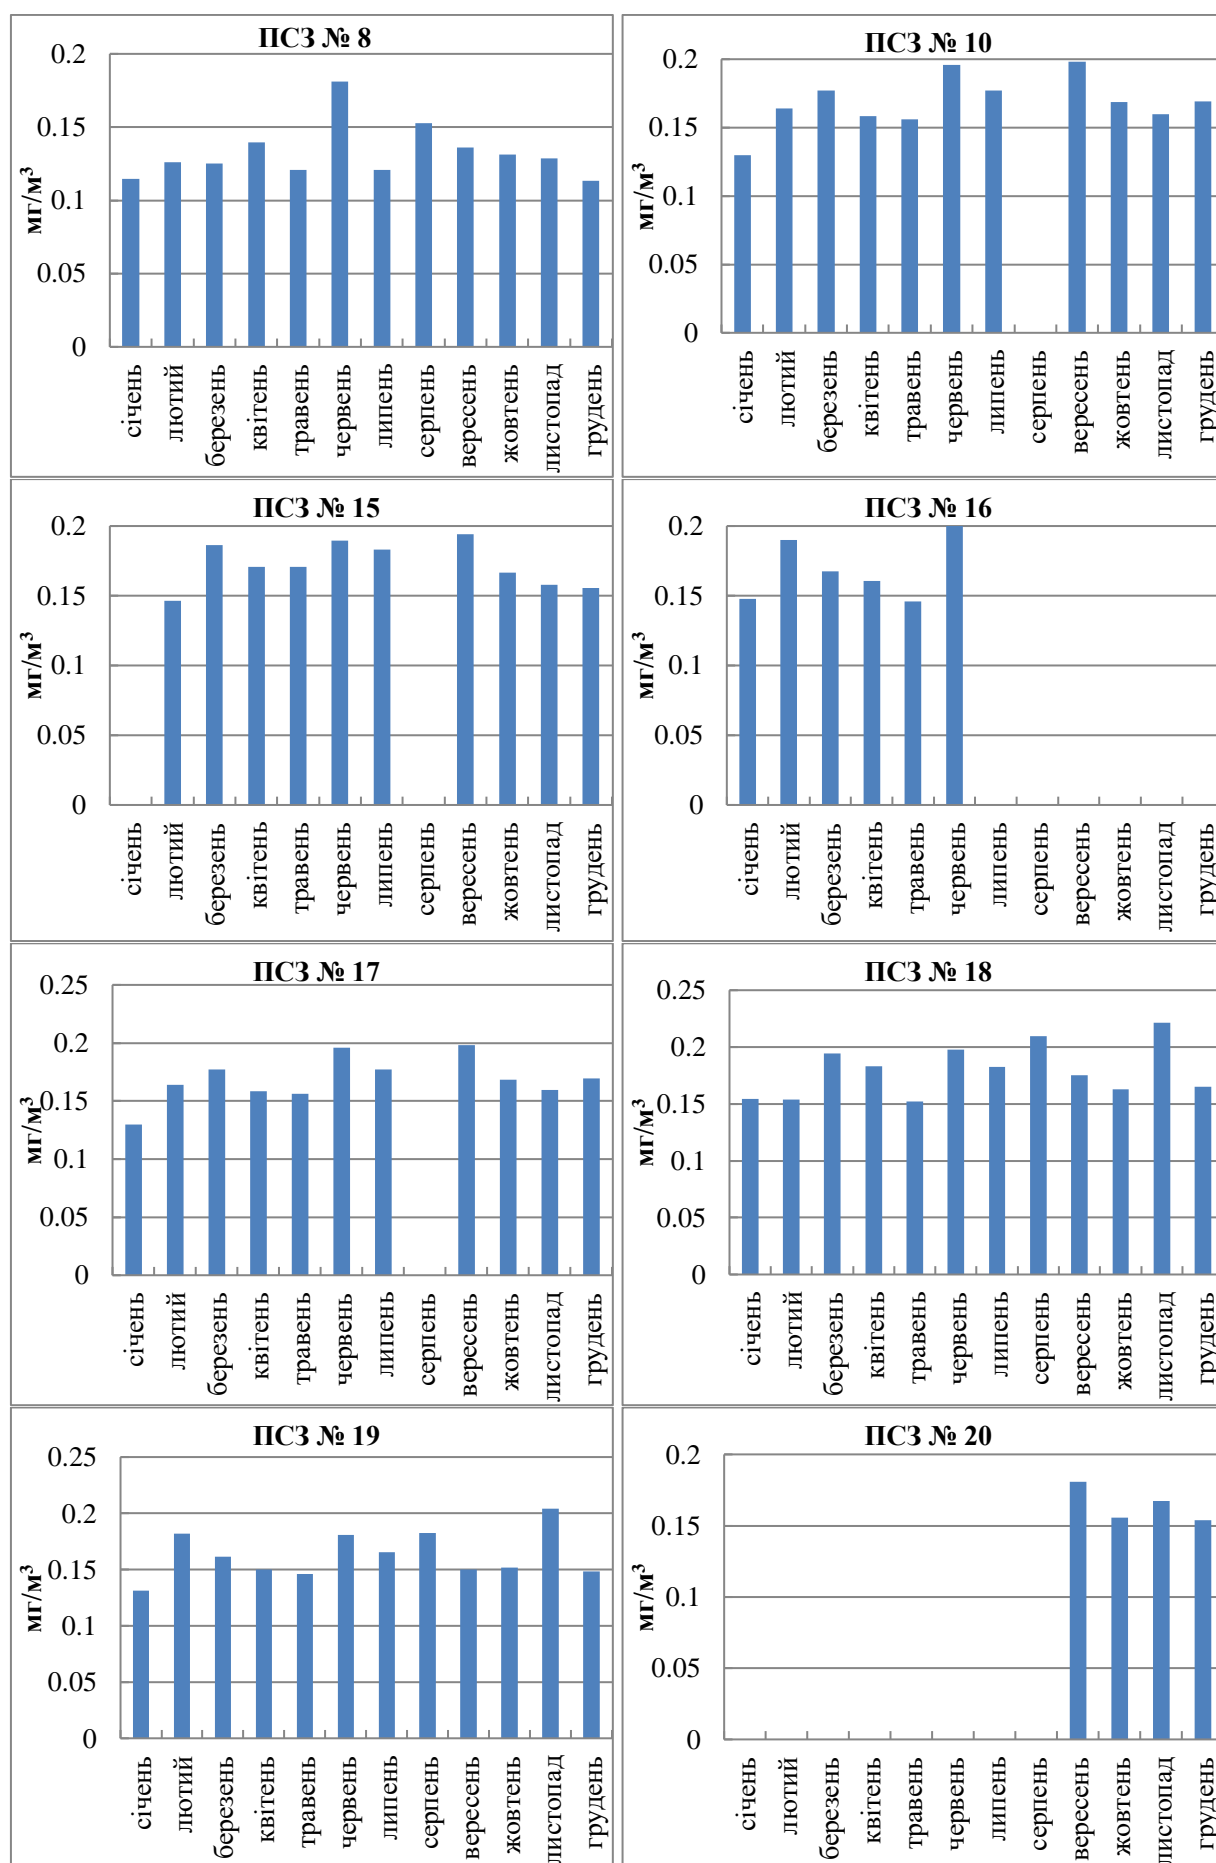 ПСЗ № 8
мг/м³
0.2
0.15
0.1
0.05
0
січень
лютий
березень
квітень
травень
червень
липень
серпень
вересень
жовтень
листопад
грудень
ПСЗ № 10
мг/м³
0.2
0.15
0.1
0.05
0
січень
лютий
березень
квітень
травень
червень
липень
серпень
вересень
жовтень
листопад
грудень
ПСЗ № 15
мг/м³
0.2
0.15
0.1
0.05
0
січень
лютий
березень
квітень
травень
червень
липень
серпень
вересень
жовтень
листопад
грудень
ПСЗ № 16
мг/м³
0.2
0.15
0.1
0.05
0
січень
лютий
березень
квітень
травень
червень
липень
серпень
вересень
жовтень
листопад
грудень
ПСЗ № 17
мг/м³
0.25
0.2
0.15
0.1
0.05
0
січень
лютий
березень
квітень
травень
червень
липень
серпень
вересень
жовтень
листопад
грудень
ПСЗ № 18
мг/м³
0.25
0.2
0.15
0.1
0.05
0
січень
лютий
березень
квітень
травень
червень
липень
серпень
вересень
жовтень
листопад
грудень
ПСЗ № 19
мг/м³
0.25
0.2
0.15
0.1
0.05
0
січень
лютий
березень
квітень
травень
червень
липень
серпень
вересень
жовтень
листопад
грудень
ПСЗ № 20
мг/м³
0.2
0.15
0.1
0.05
0
січень
лютий
березень
квітень
травень
червень
липень
серпень
вересень
жовтень
листопад
грудень